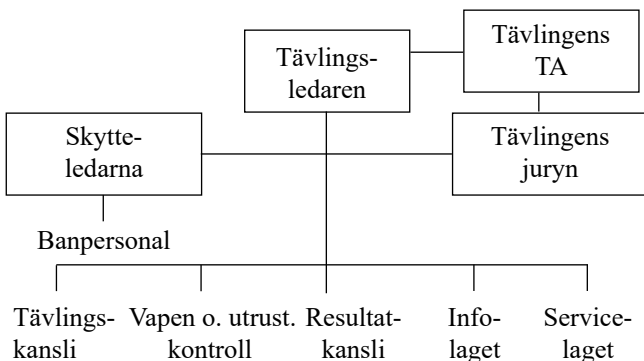 Tävlingens
TA
Tävlings-
ledaren
Skytte-
ledarna
Tävlingens
juryn
Banpersonal
Tävlings-
kansli
Vapen o. utrust.
kontroll
Resultat-
kansli
Info-
laget
Service-
laget